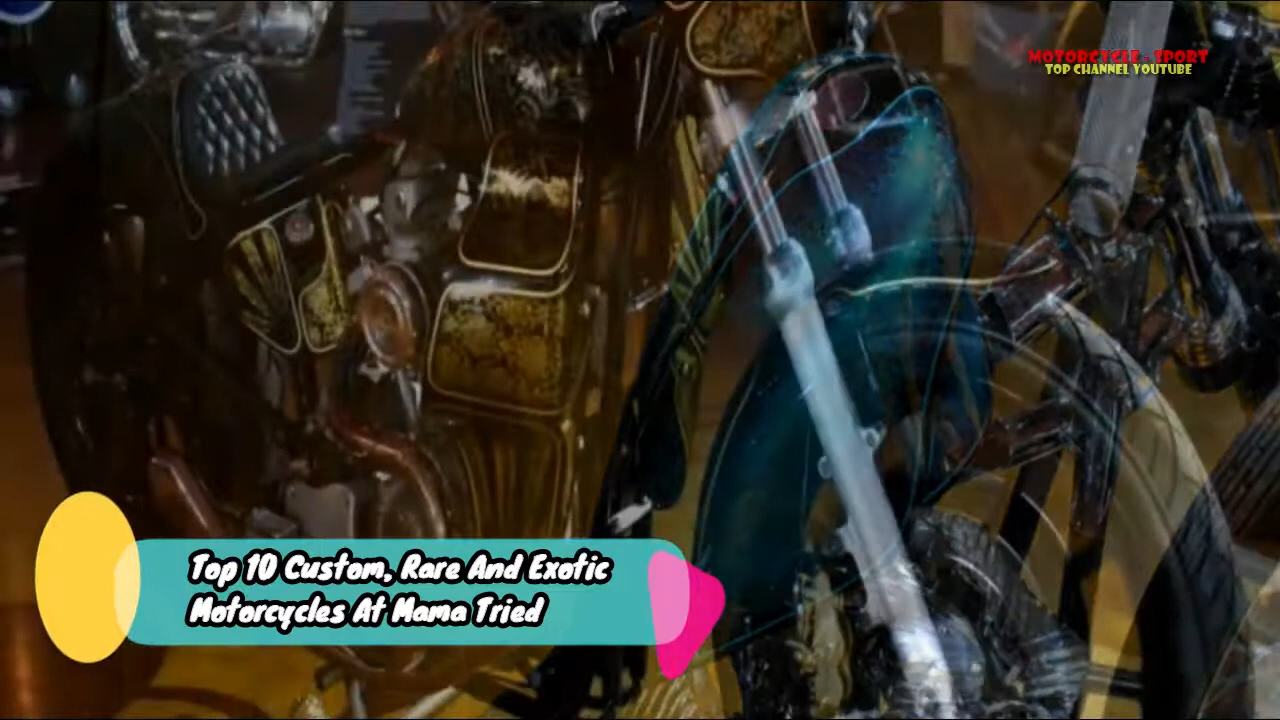 MOTORCYCLE - SPORT
TOP CHANNEL YOUTUBE
Top 10 Custom, Rare And Exotic
Motorcycles At Mama Tried